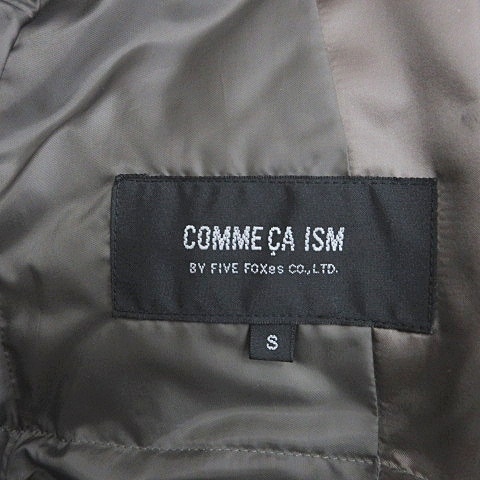 COMME ÇA ISM
BY FIVE FOXes CO.,LTD.
S